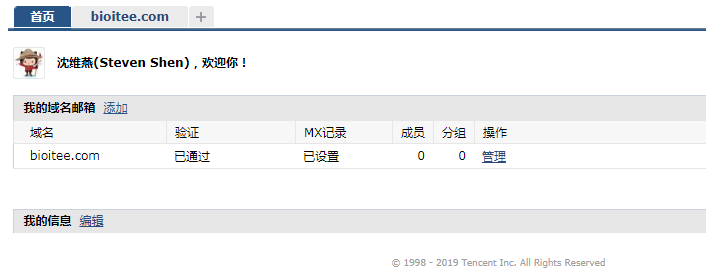 首页 bioitee.com +
沈维燕(Steven Shen)，欢迎你！
我的域名邮箱 添加
域名 验证 MX记录 成员 分组 操作
bioitee.com 已通过 已设置 0 0 管理
我的信息 编辑
© 1998 - 2019 Tencent Inc. All Rights Reserved